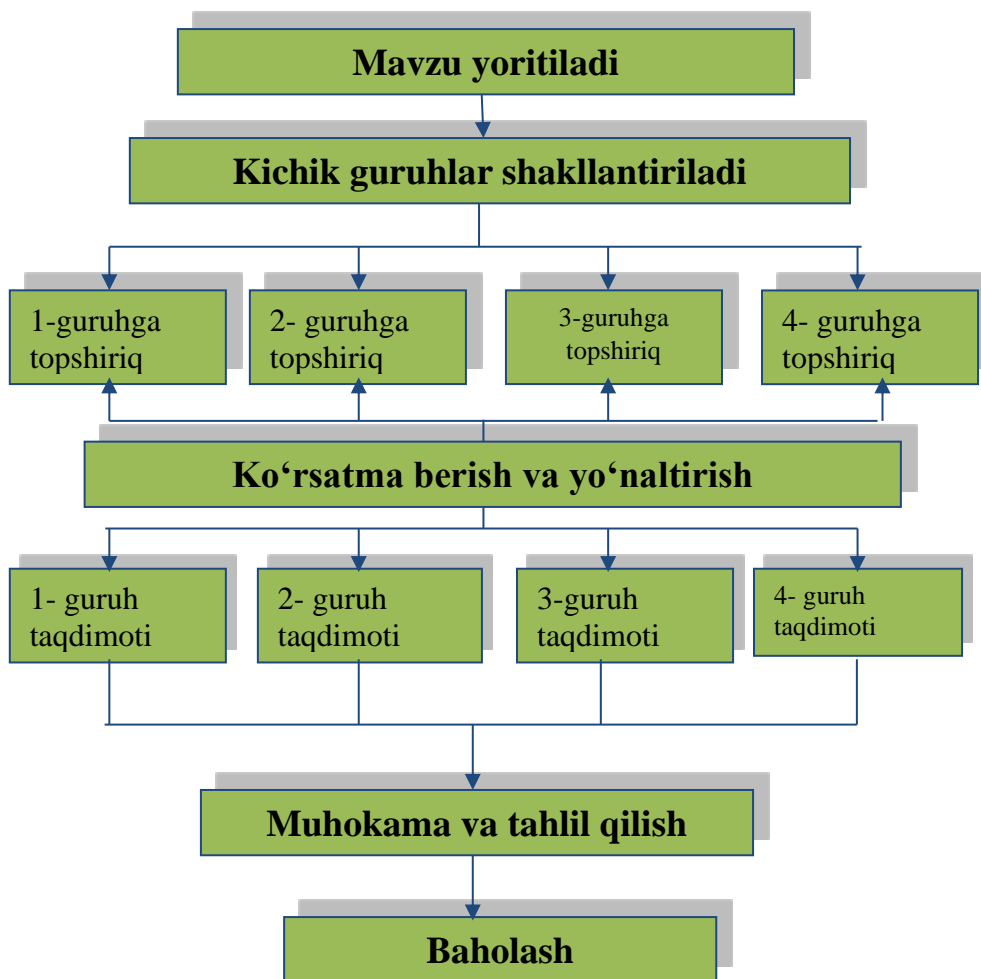 Mavzu yoritiladi
Kichik guruhlar shakllantiriladi
1-guruhga
topshiriq
2- guruhga
topshiriq
3-guruhga
topshiriq
4- guruhga
topshiriq
Ko‘rsatma berish va yo‘naltirish
1- guruh
taqdimoti
2- guruh
taqdimoti
3-guruh
taqdimoti
4- guruh
taqdimoti
Muhokama va tahlil qilish
Baholash